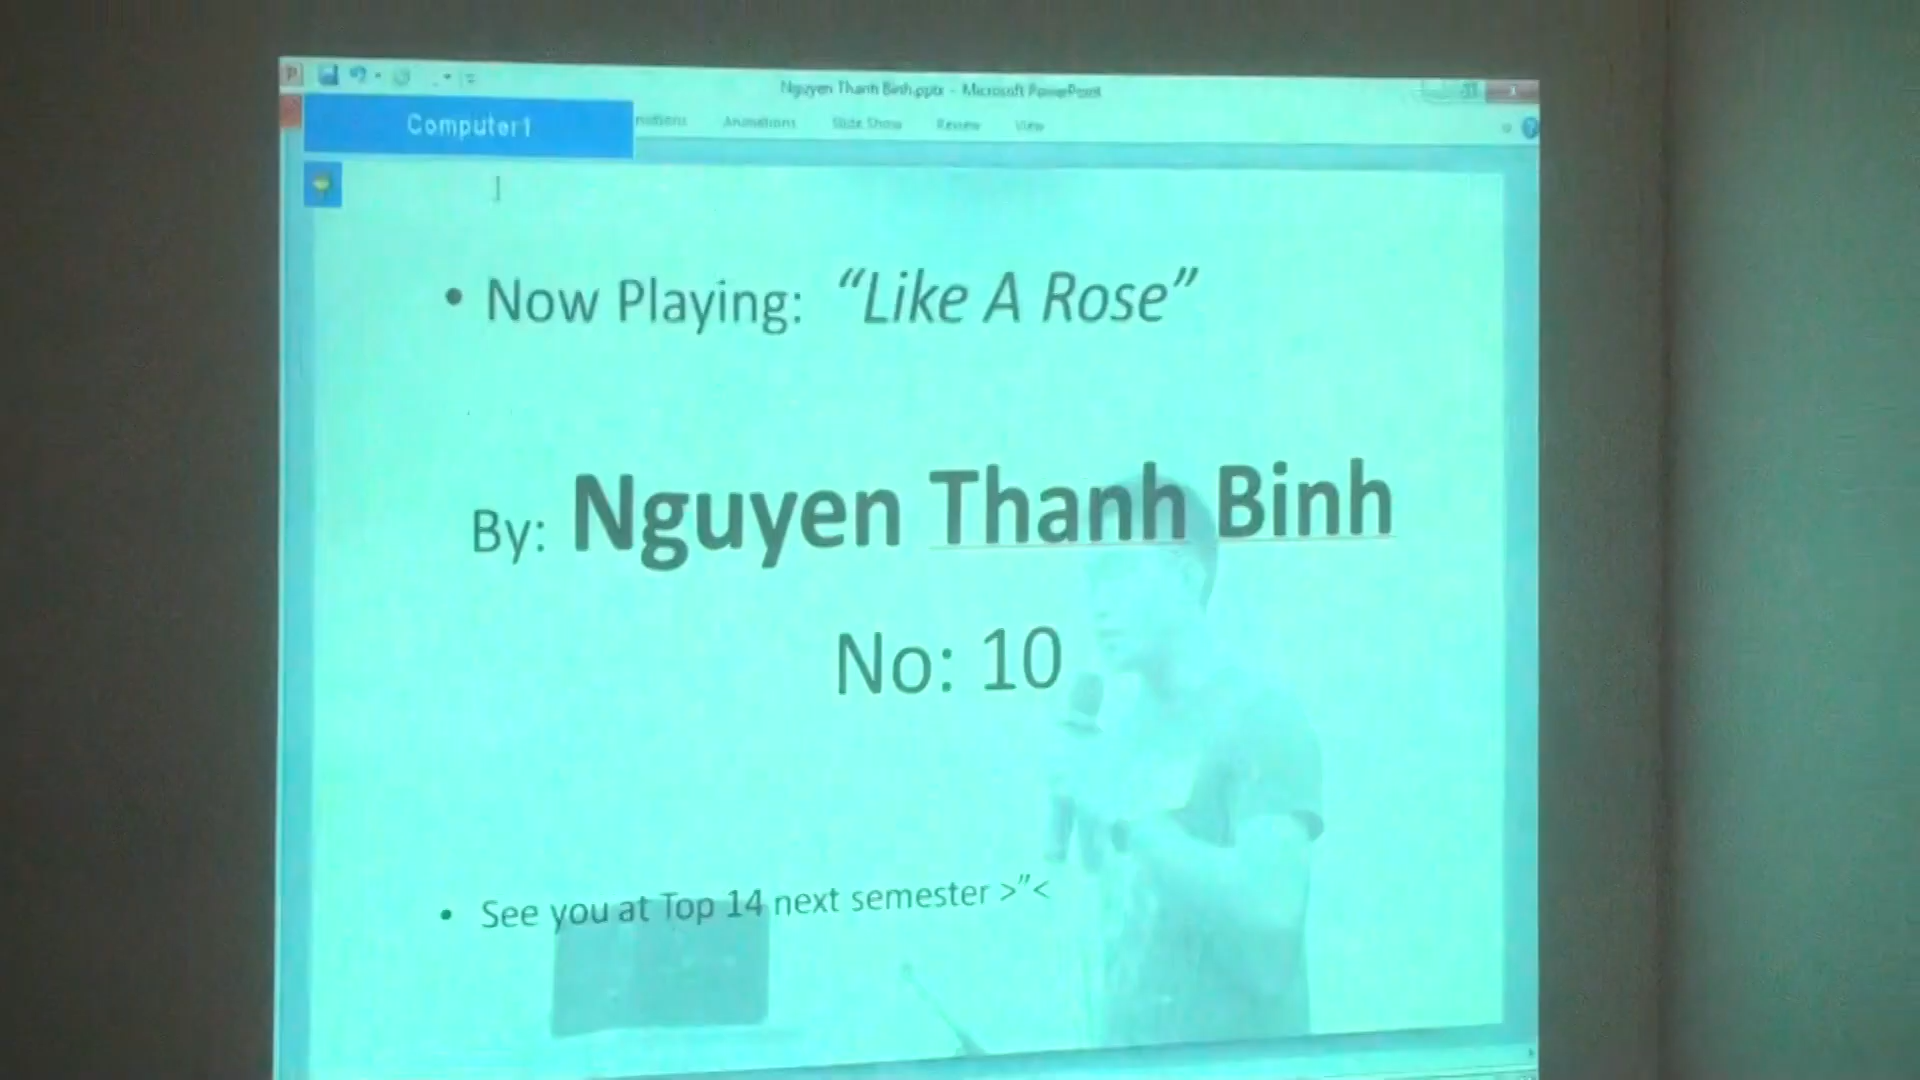 Nguyen Thanh Binh.pptx - Microsoft PowerPoint
Computer1
Animations Slide Show Review View
• Now Playing: “Like A Rose”
By: Nguyen Thanh Binh
No: 10
• See you at Top 14 next semester >”<